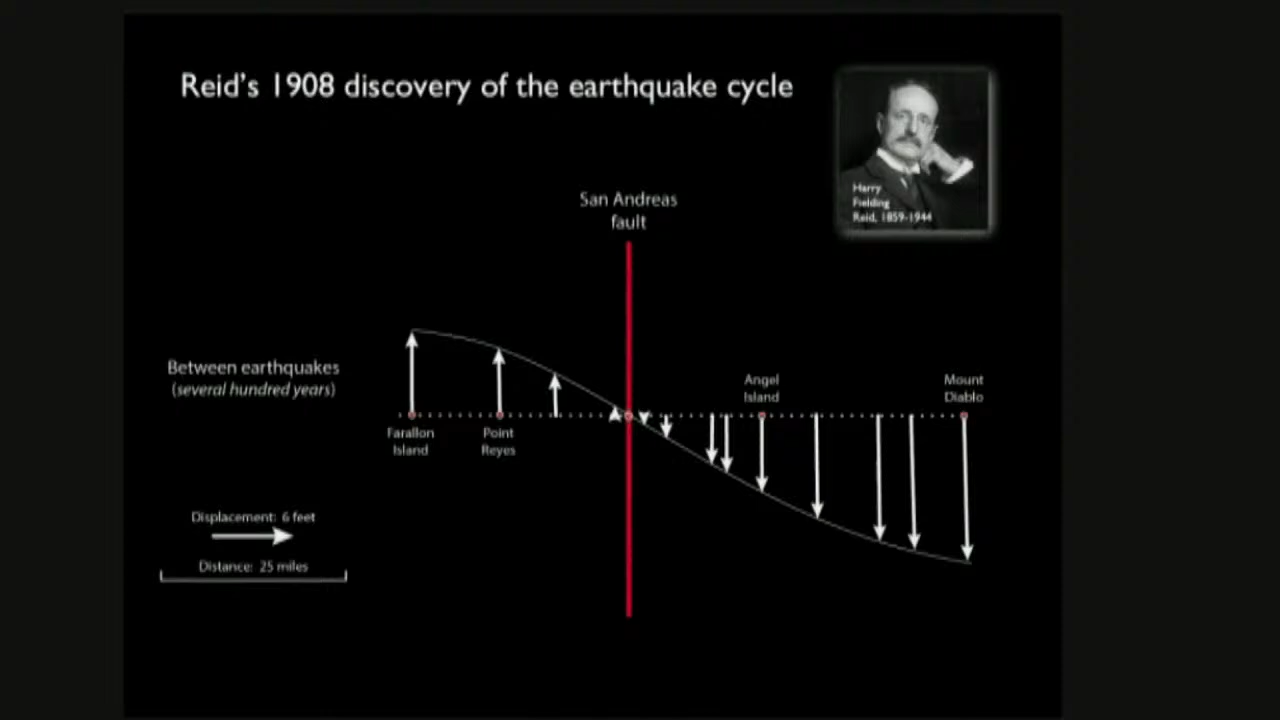 Reid's 1908 discovery of the earthquake cycle
Harry
Fielding
Reid, 1859-1944
San Andreas
fault
Between earthquakes
(several hundred years)
Angel
Island
Mount
Diablo
Farallon
Island
Point
Reyes
Displacement: 6 feet
Distance: 25 miles